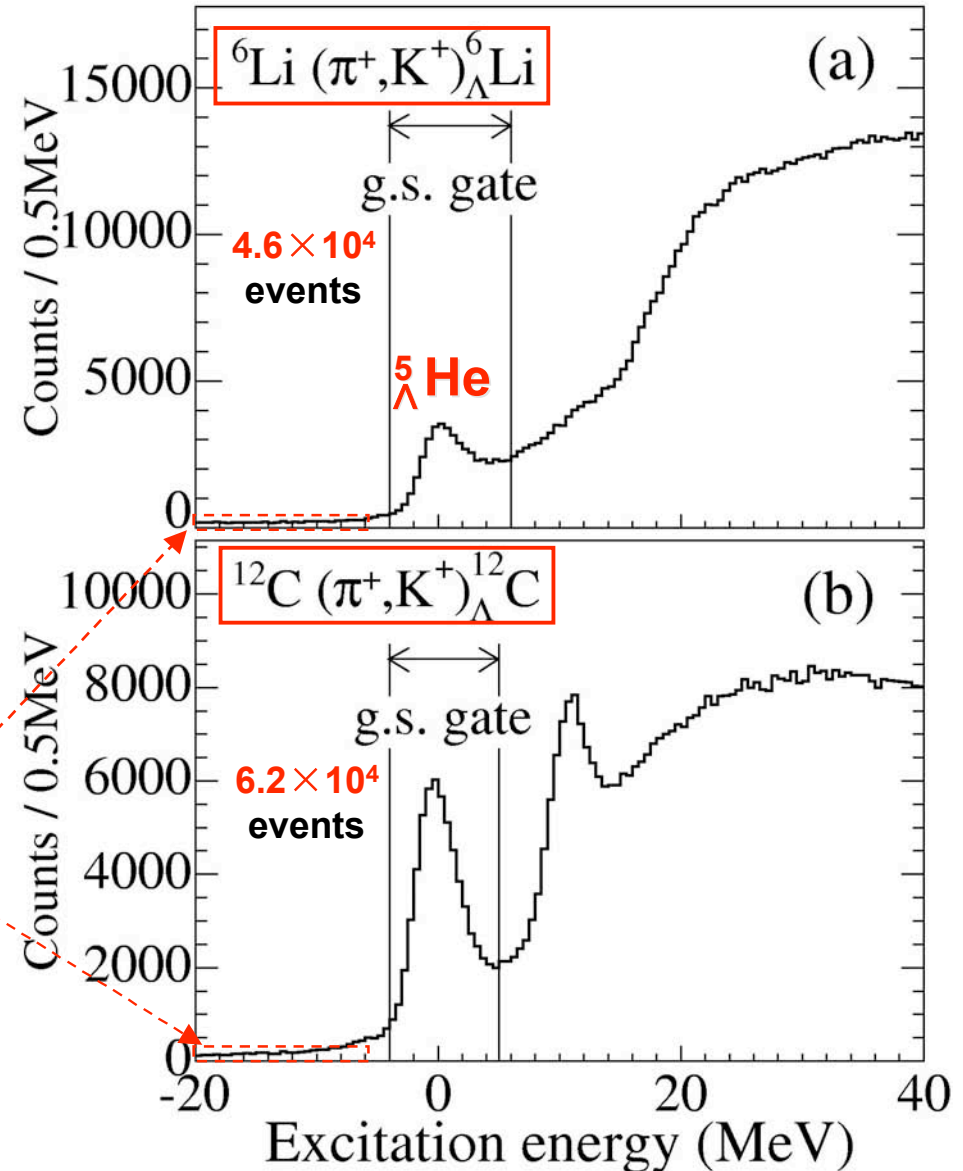 ⁶Li (π⁺,K⁺)⁶ΛLi
(a)
g.s. gate
4.6×10⁴
events
⁵ΛHe
Counts / 0.5MeV
15000
10000
5000
0
¹²C (π⁺,K⁺)¹²ΛC
(b)
g.s. gate
6.2×10⁴
events
Counts / 0.5MeV
10000
8000
6000
4000
2000
0
-20 0 20 40
Excitation energy (MeV)